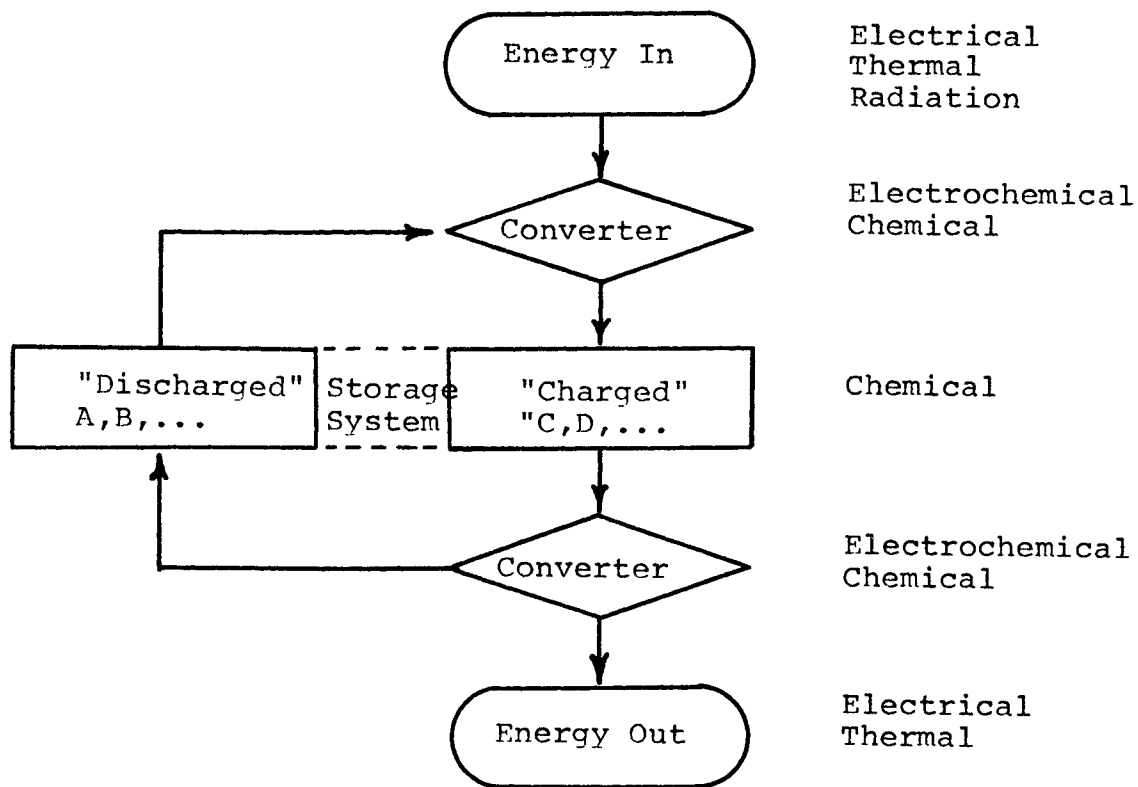 Energy In
Electrical
Thermal
Radiation
Converter
Electrochemical
Chemical
"Discharged"
A,B,...
Storage
System
"Charged"
"C,D,...
Chemical
Converter
Electrochemical
Chemical
Energy Out
Electrical
Thermal